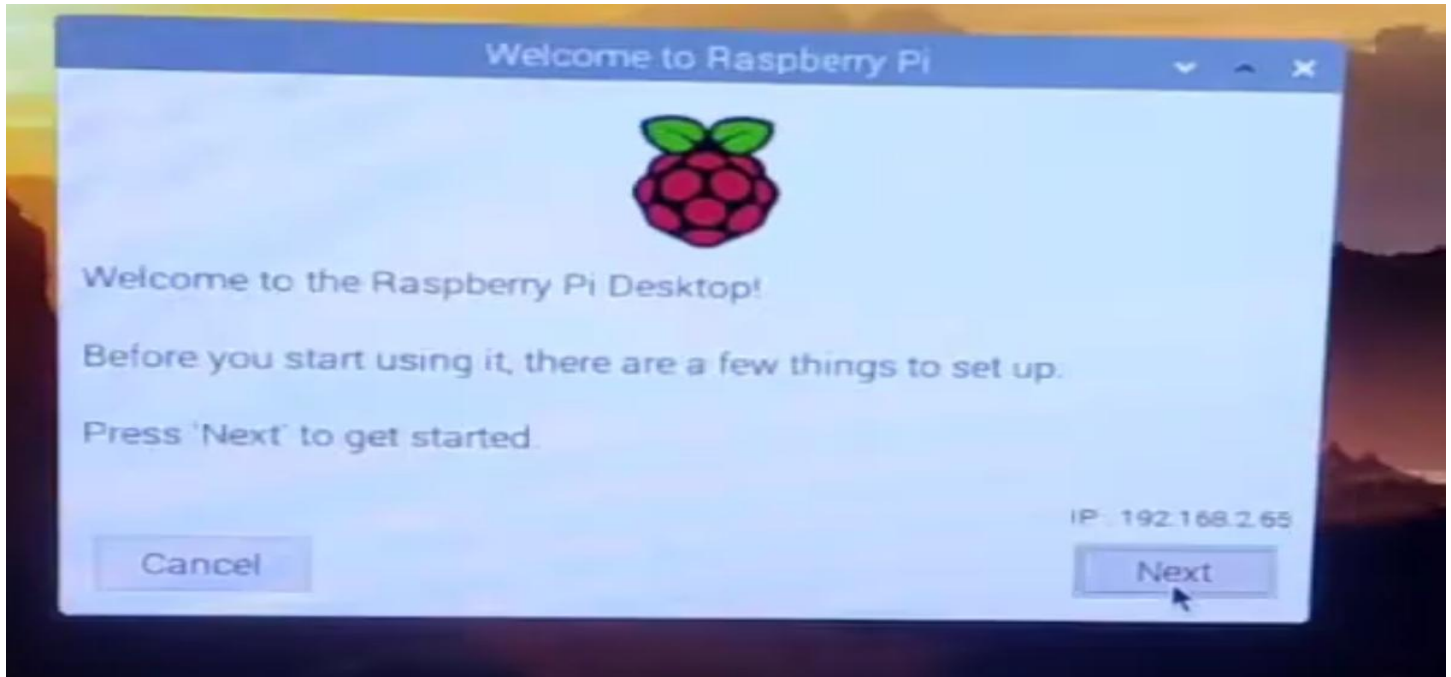 Welcome to Raspberry Pi
Welcome to the Raspberry Pi Desktop!
Before you start using it, there are a few things to set up.
Press 'Next' to get started.
IP : 192.168.2.65
Cancel
Next